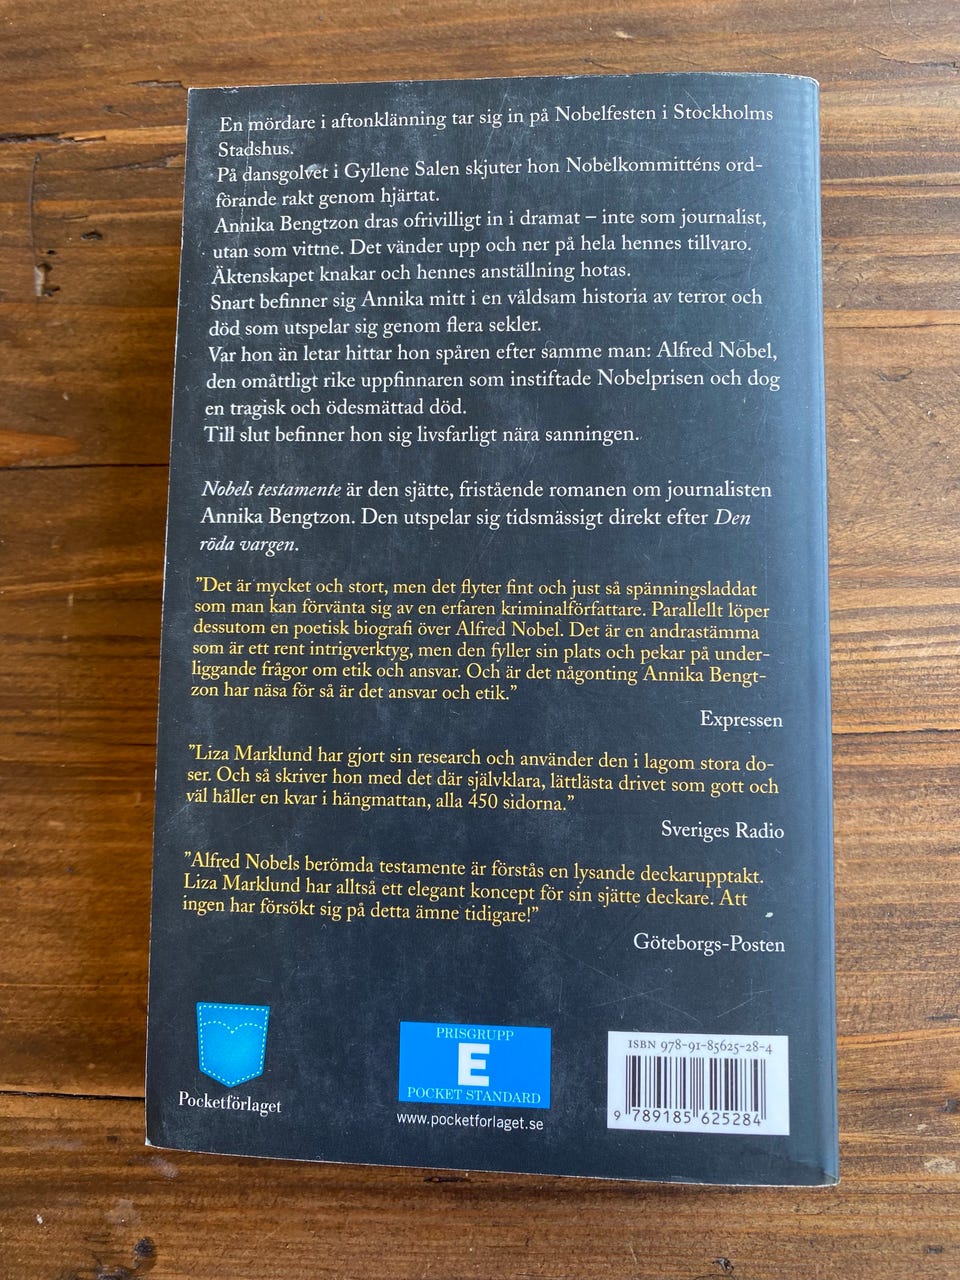 En mördare i aftonklänning tar sig in på Nobelfesten i Stockholms
Stadshus.
På dansgolvet i Gyllene Salen skjuter hon Nobelkommitténs ord-
förande rakt genom hjärtat.
Annika Bengtzon dras ofrivilligt in i dramat – inte som journalist,
utan som vittne. Det vänder upp och ner på hela hennes tillvaro.
Äktenskapet knakar och hennes anställning hotas.
Snart befinner sig Annika mitt i en våldsam historia av terror och
död som utspelar sig genom flera sekler.
Var hon än letar hittar hon spåren efter samme man: Alfred Nobel,
den omåttligt rike uppfinnaren som instiftade Nobelprisen och dog
en tragisk och ödesmättad död.
Till slut befinner hon sig livsfarligt nära sanningen.
Nobels testamente är den sjätte, fristående romanen om journalisten
Annika Bengtzon. Den utspelar sig tidsmässigt direkt efter Den
röda vargen.
”Det är mycket och stort, men det flyter fint och just så spänningsladdat
som man kan förvänta sig av en erfaren kriminalförfattare. Parallellt löper
dessutom en poetisk biografi över Alfred Nobel. Det är en andrastämma
som är ett rent intrigverktyg, men den fyller sin plats och pekar på under-
liggande frågor om etik och ansvar. Och är det någonting Annika Bengt-
zon har näsa för så är det ansvar och etik.”
Expressen
”Liza Marklund har gjort sin research och använder den i lagom stora do-
ser. Och så skriver hon med det där självklara, lättlästa drivet som gott och
väl håller en kvar i hängmattan, alla 450 sidorna.”
Sveriges Radio
”Alfred Nobels berömda testamente är förstås en lysande deckarupptakt.
Liza Marklund har alltså ett elegant koncept för sin sjätte deckare. Att
ingen har försökt sig på detta ämne tidigare!”
Göteborgs-Posten
Pocketförlaget
PRISGRUPP
E
POCKET STANDARD
www.pocketforlaget.se
ISBN 978-91-85625-28-4
9 789185 625284